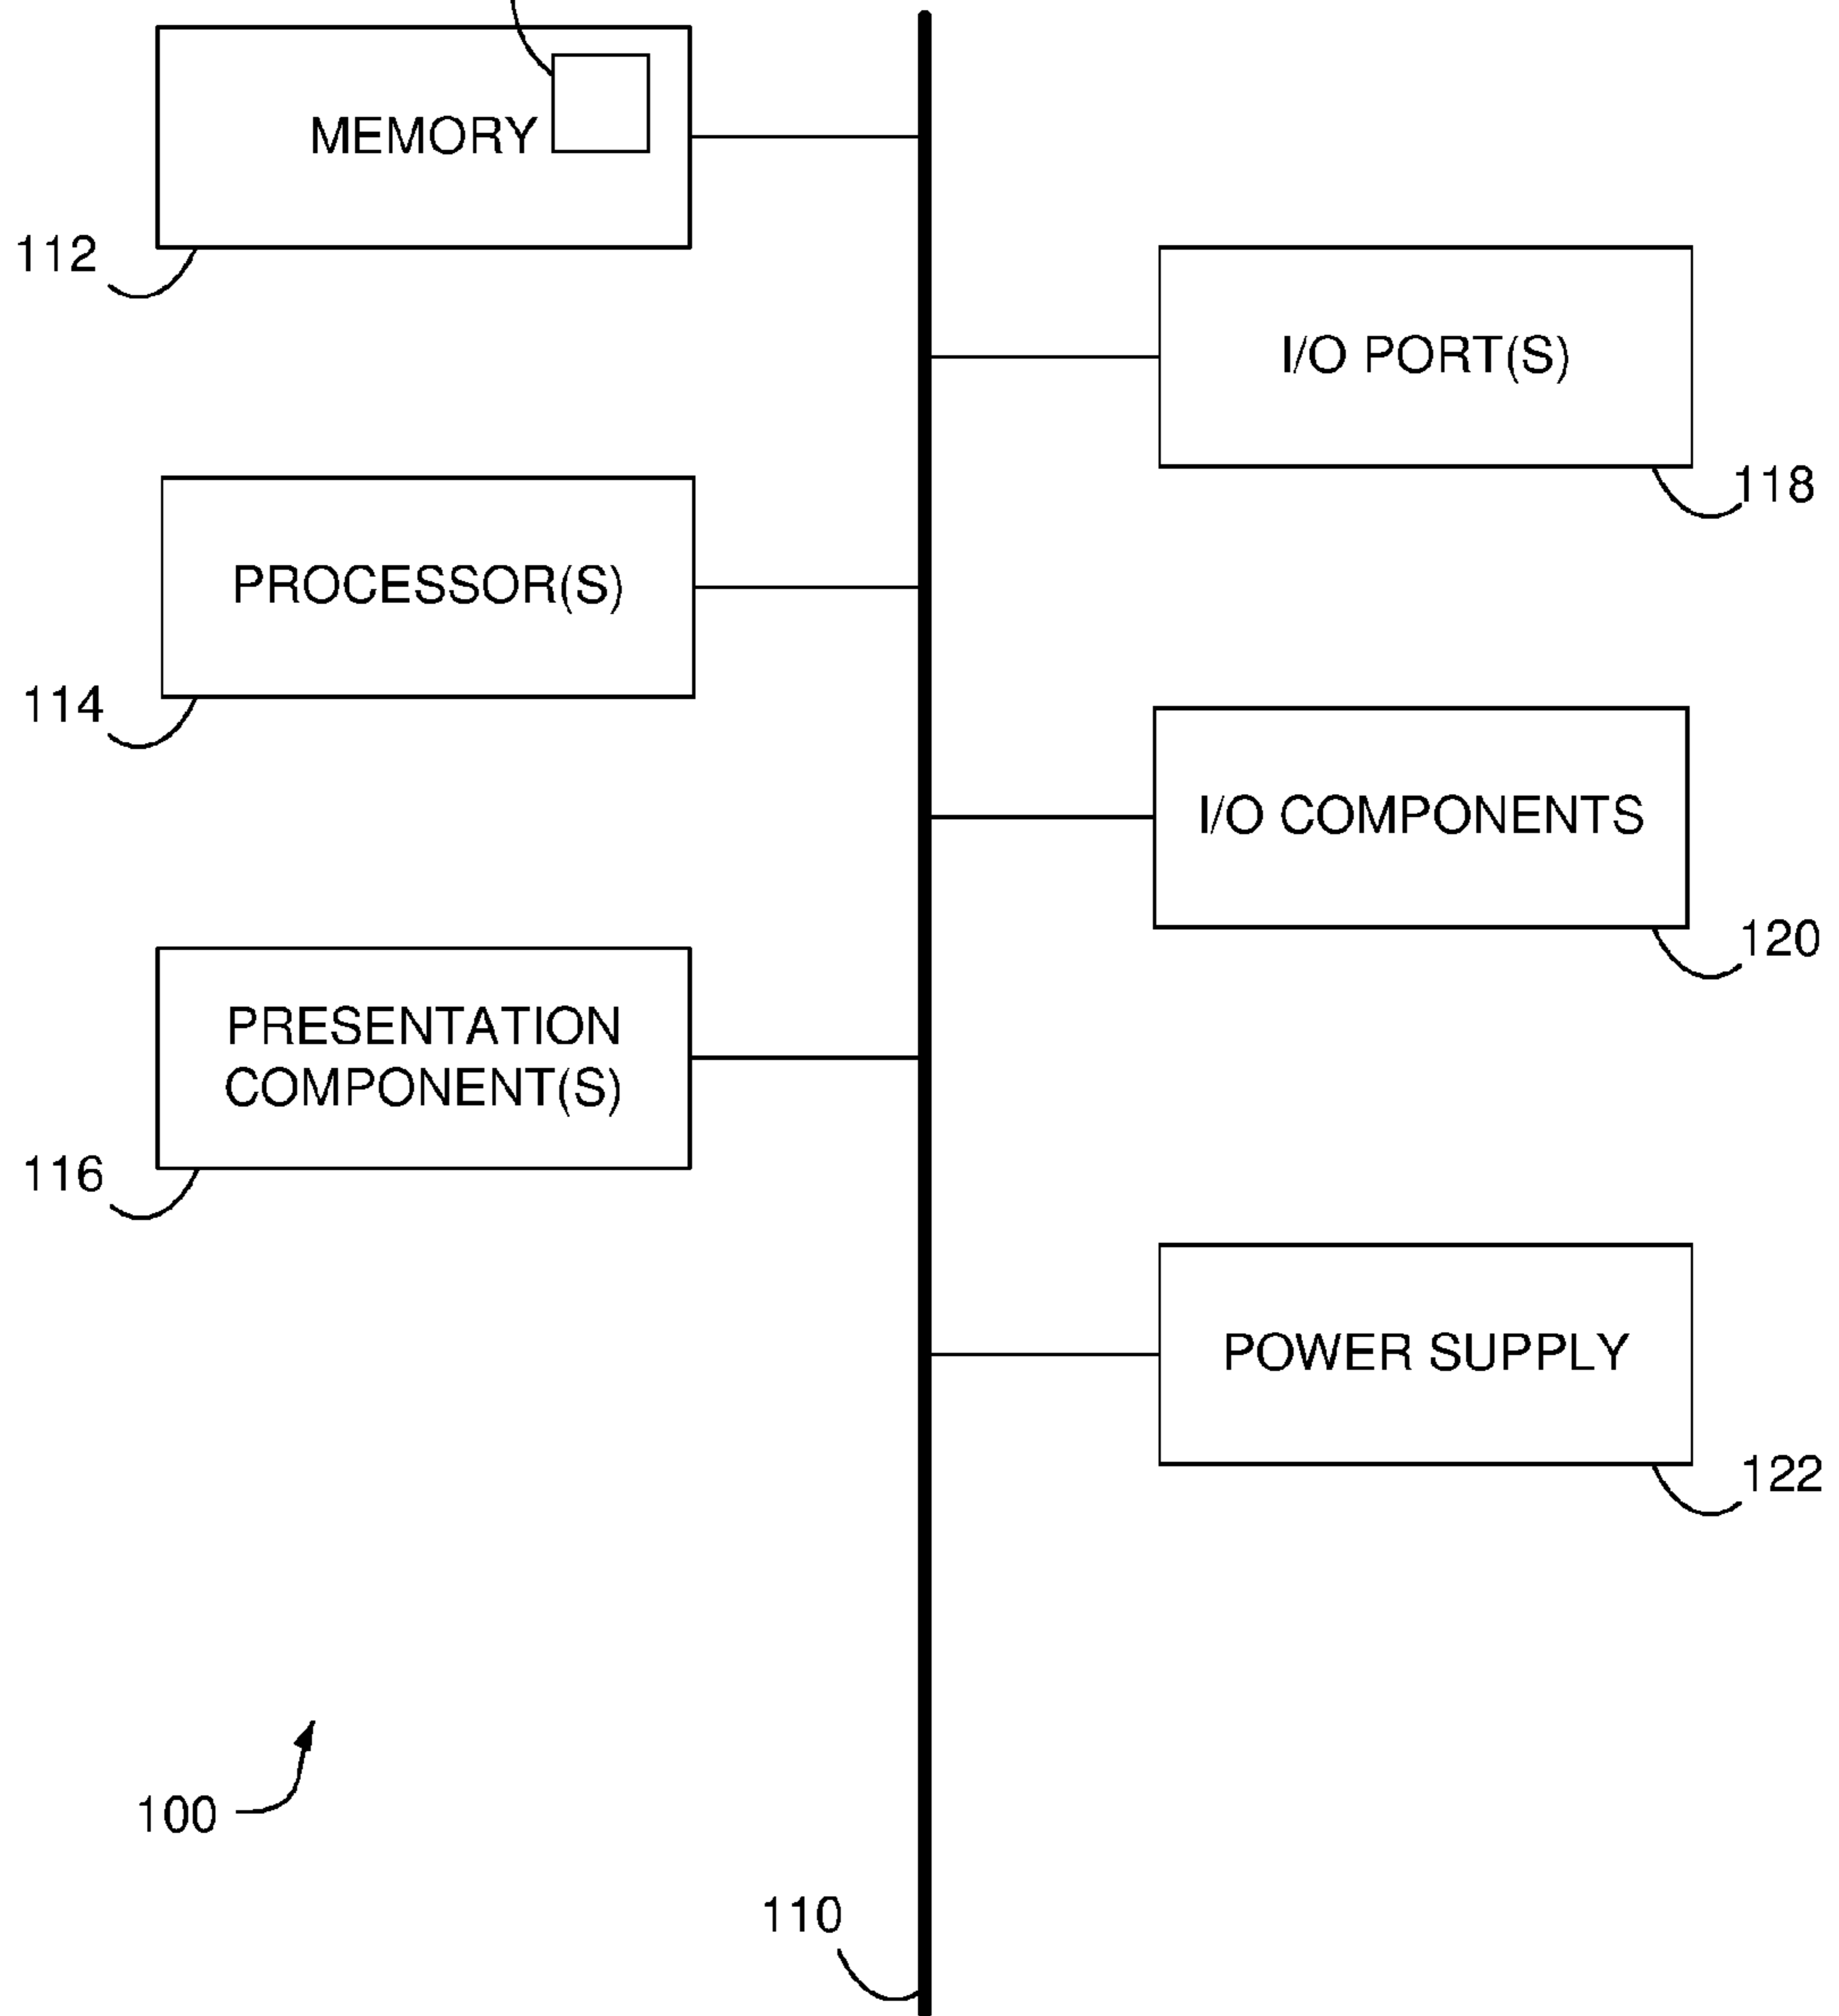 MEMORY
112
I/O PORT(S)
118
PROCESSOR(S)
114
I/O COMPONENTS
120
PRESENTATION
COMPONENT(S)
116
POWER SUPPLY
122
100
110